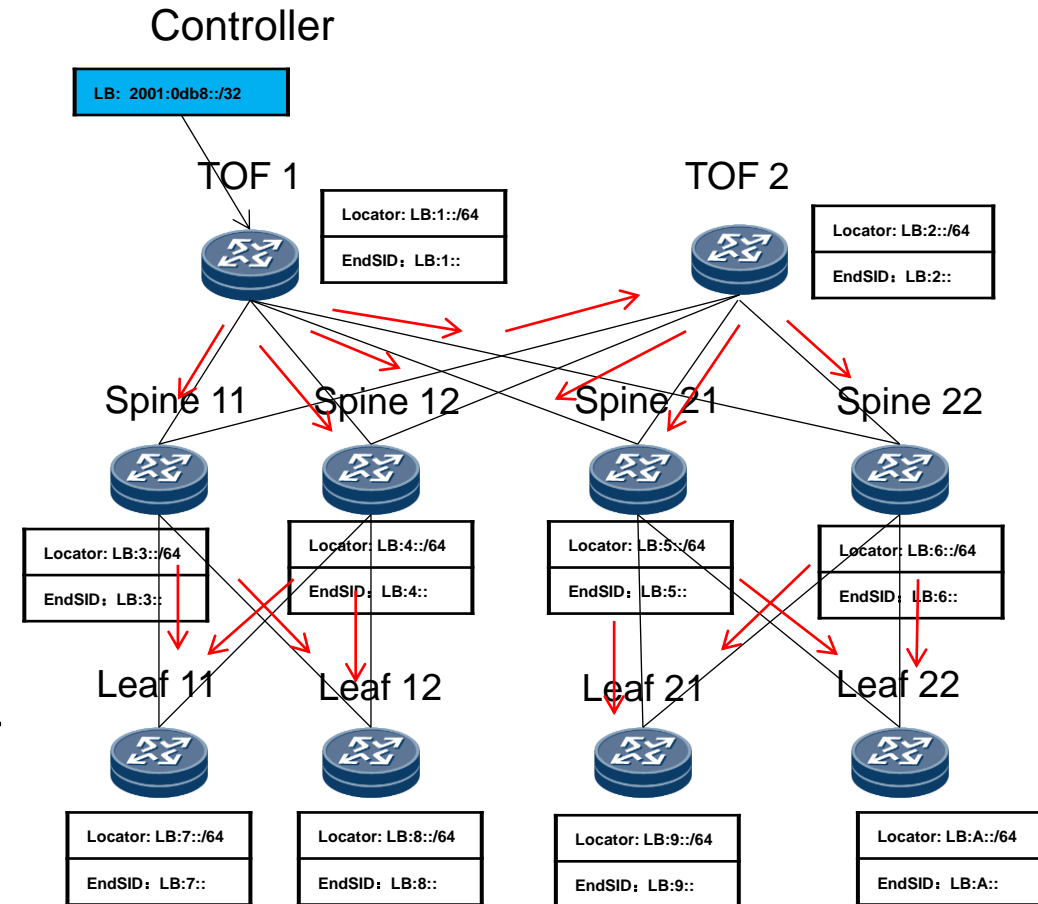 Controller
LB: 2001:0db8::/32
TOF 1
TOF 2
Locator: LB:1::/64
EndSID：LB:1::
Locator: LB:2::/64
EndSID：LB:2::
Spine 11
Spine 12
Spine 21
Spine 22
Locator: LB:3::/64
EndSID：LB:3::
Locator: LB:4::/64
EndSID：LB:4::
Locator: LB:5::/64
EndSID：LB:5::
Locator: LB:6::/64
EndSID：LB:6::
Leaf 11
Leaf 12
Leaf 21
Leaf 22
Locator: LB:7::/64
EndSID：LB:7::
Locator: LB:8::/64
EndSID：LB:8::
Locator: LB:9::/64
EndSID：LB:9::
Locator: LB:A::/64
EndSID：LB:A::